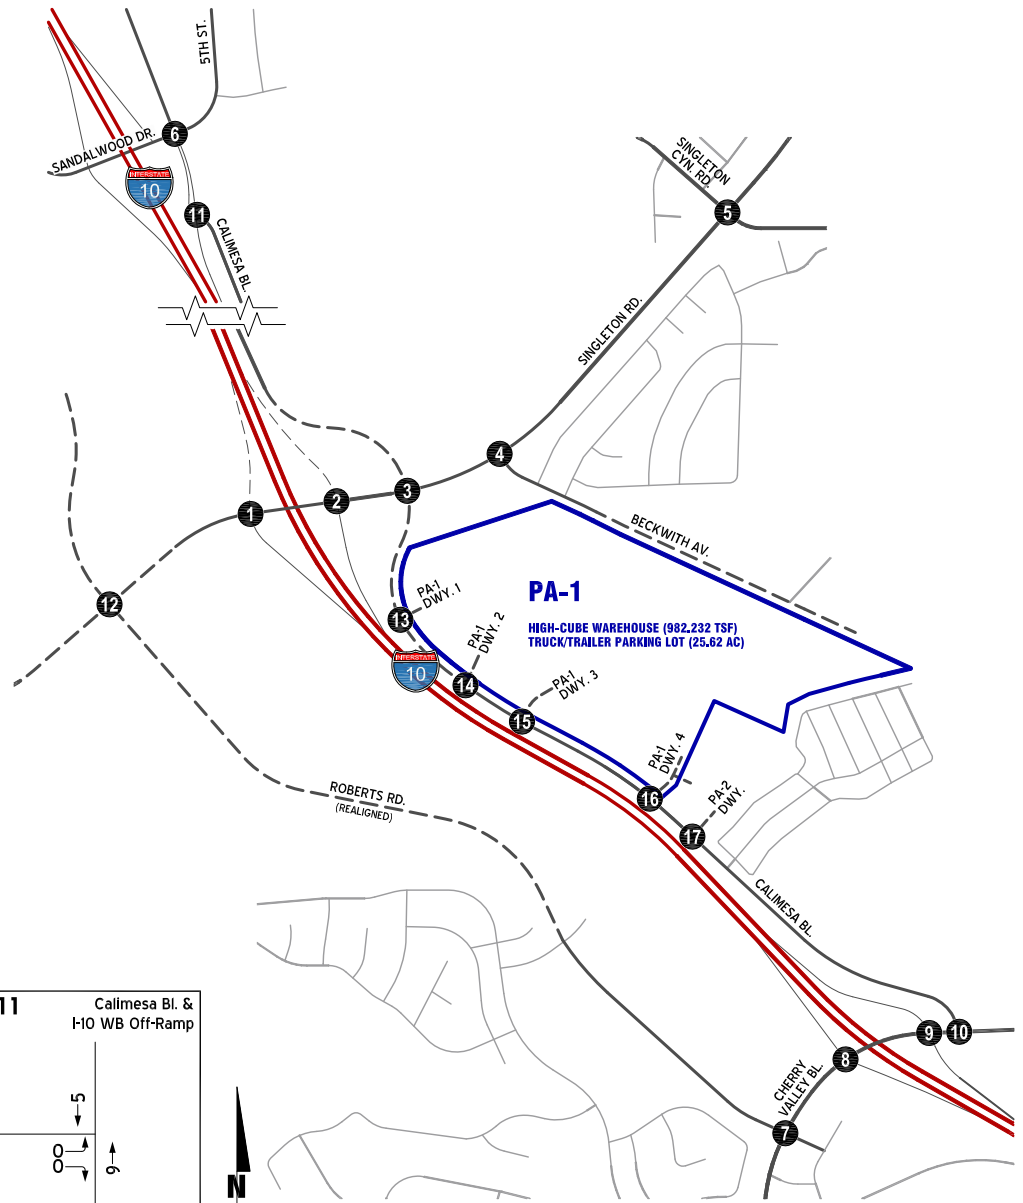 5TH ST.
6
SANDALWOOD DR.
INTERSTATE
10
11
CALIMESA BL.
SINGLETON
CYN. RD.
5
SINGLETON RD.
4
3
2
1
BECKWITH AV.
12
13
PA-1
DWY. 1
PA-1
DWY. 2
PA-1
HIGH-CUBE WAREHOUSE (982.232 TSF)
TRUCK/TRAILER PARKING LOT (25.62 AC)
INTERSTATE
10
14
PA-1
DWY. 3
15
PA-1
DWY. 4
16
PA-2
DWY.
17
ROBERTS RD.
(REALIGNED)
CALIMESA BL.
9
10
8
CHERRY
VALLEY BL.
7
11
Calimesa Bl. &
I-10 WB Off-Ramp
5
0
0
9
N